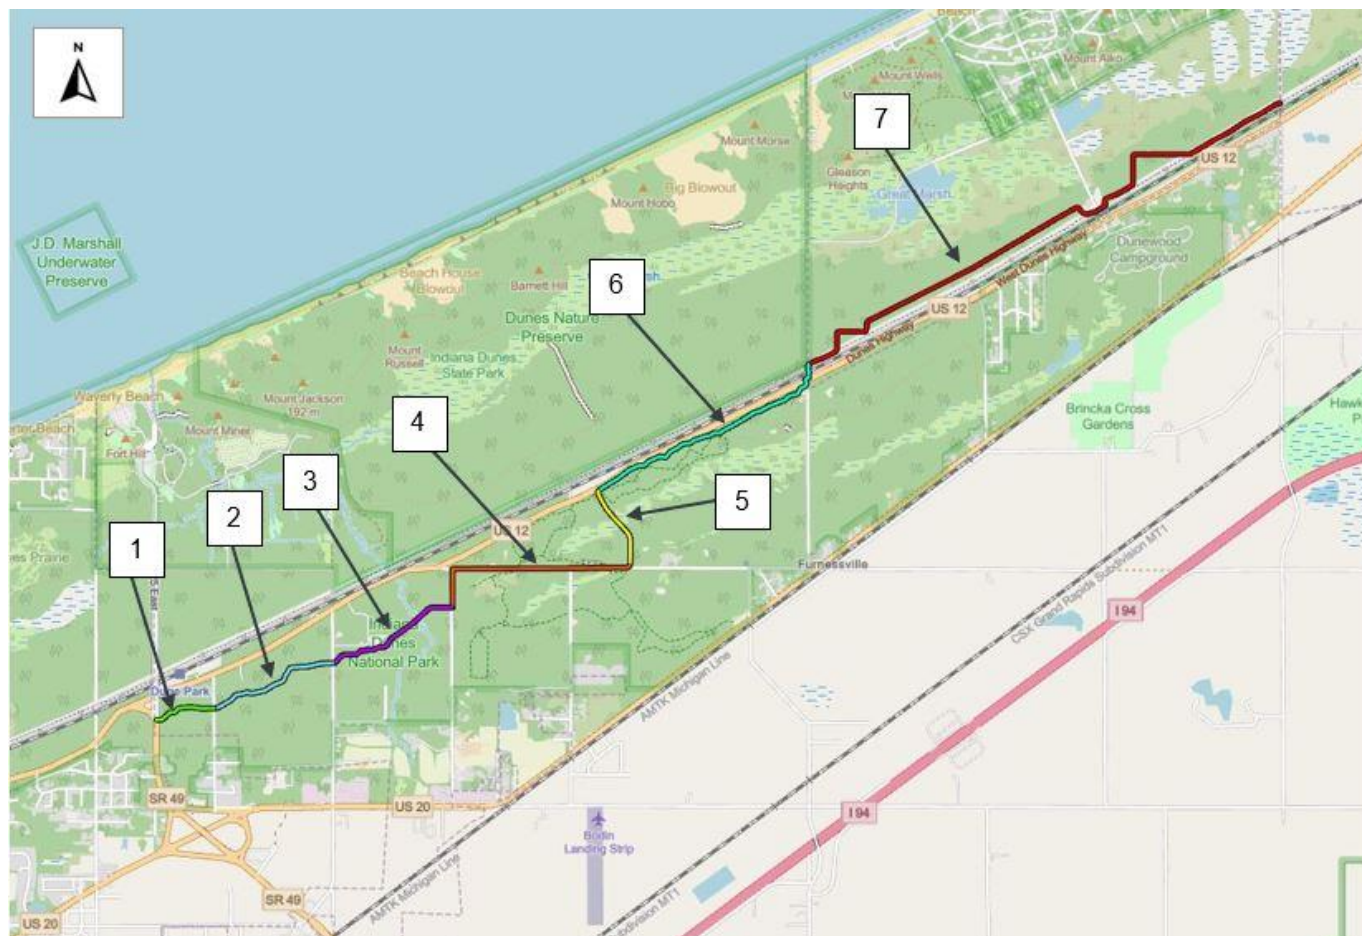 N
Beach
Mount Aiko
Mount Wells
7
Mount Morse
US 12
Gleason
Heights
Great Marsh
Big Blowout
Mount Hobo
J.D. Marshall
Underwater
Preserve
West Dunes Highway
Dunewood
Campground
Beach House
Blowout
6
Barnett Hill
Dunes Nature
Preserve
US 12
Dunes Highway
Mount
Russell
Indiana Dunes
State Park
Mount Jackson
192 m
Waverly Beach
Brincka Cross
Gardens
4
Mount Miner
Fort Hill
3
2
5
1
US 12
Furnessville
CSX Grand Rapids Subdivision MT1
I 94
Indiana
Dunes
National Park
Dune Park
AMTK Michigan Line
SR 49
US 20
I 94
Bodin
Landing Strip
AMTK Michigan Line
SR 49
US 20
Subdivision MT1